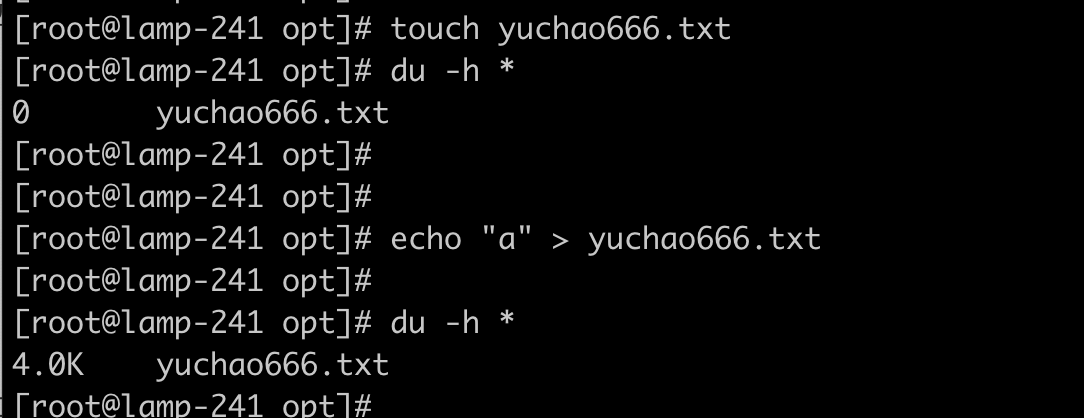 [root@lamp-241 opt]# touch yuchao666.txt
[root@lamp-241 opt]# du -h *
0       yuchao666.txt
[root@lamp-241 opt]#
[root@lamp-241 opt]#
[root@lamp-241 opt]# echo "a" > yuchao666.txt
[root@lamp-241 opt]#
[root@lamp-241 opt]# du -h *
4.0K    yuchao666.txt
[root@lamp-241 opt]#